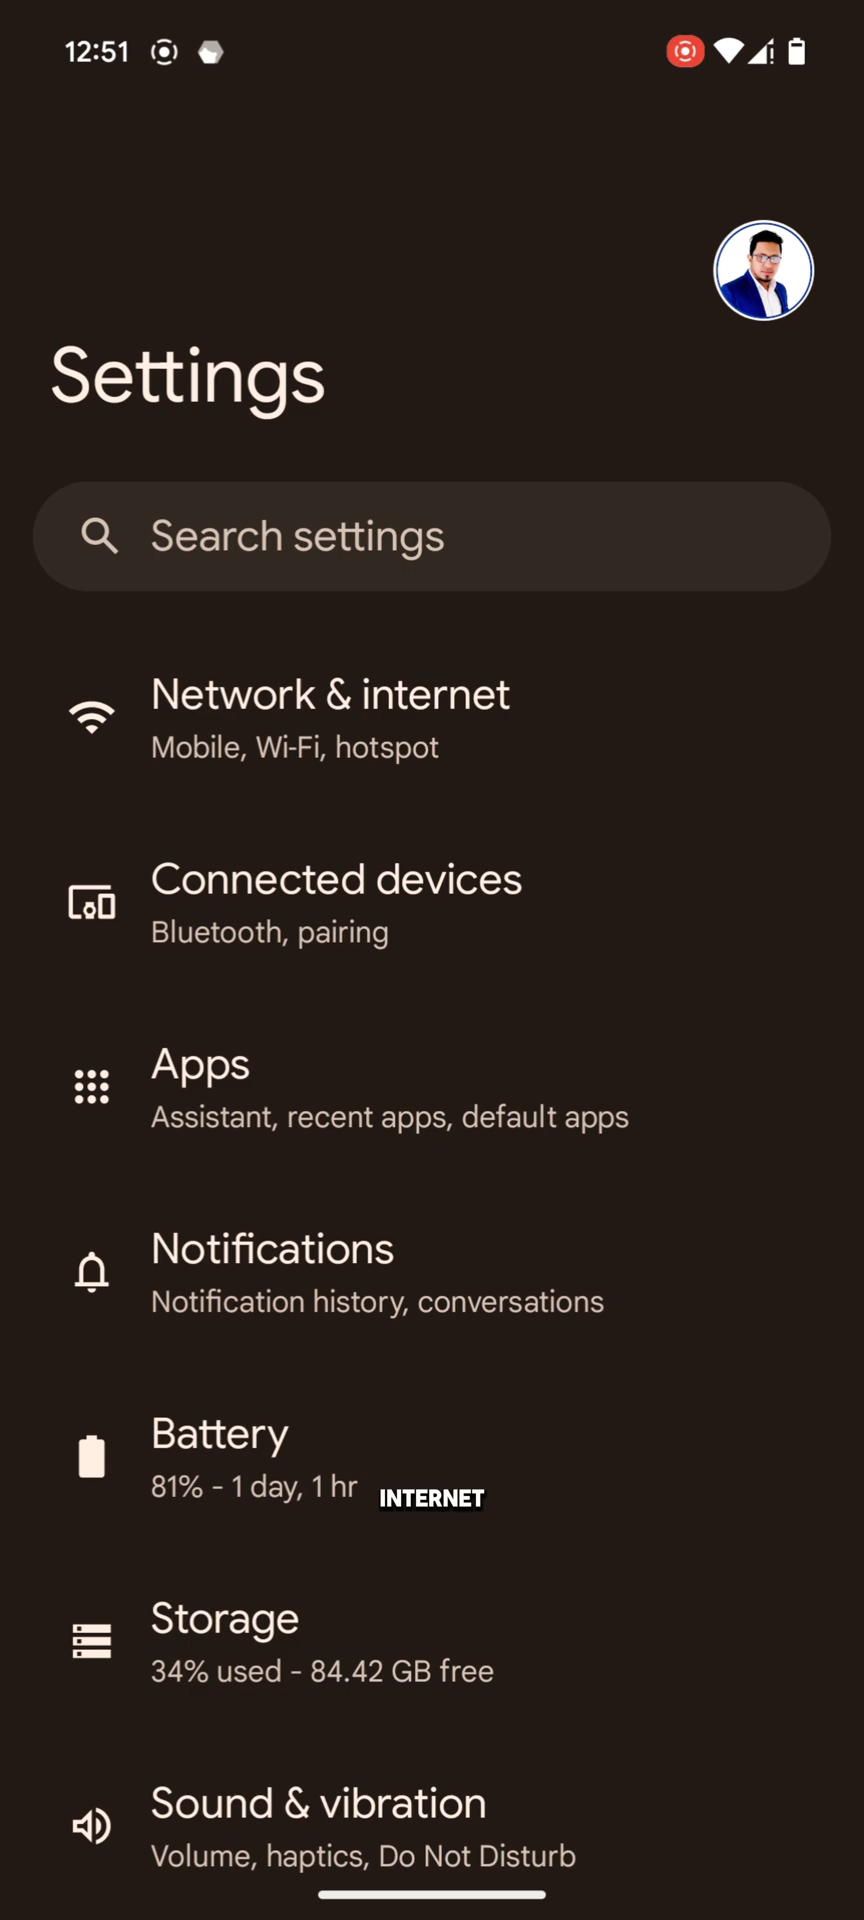 12:51
Settings
Search settings
Network & internet
Mobile, Wi-Fi, hotspot
Connected devices
Bluetooth, pairing
Apps
Assistant, recent apps, default apps
Notifications
Notification history, conversations
Battery
81% - 1 day, 1 hr
INTERNET
Storage
34% used - 84.42 GB free
Sound & vibration
Volume, haptics, Do Not Disturb